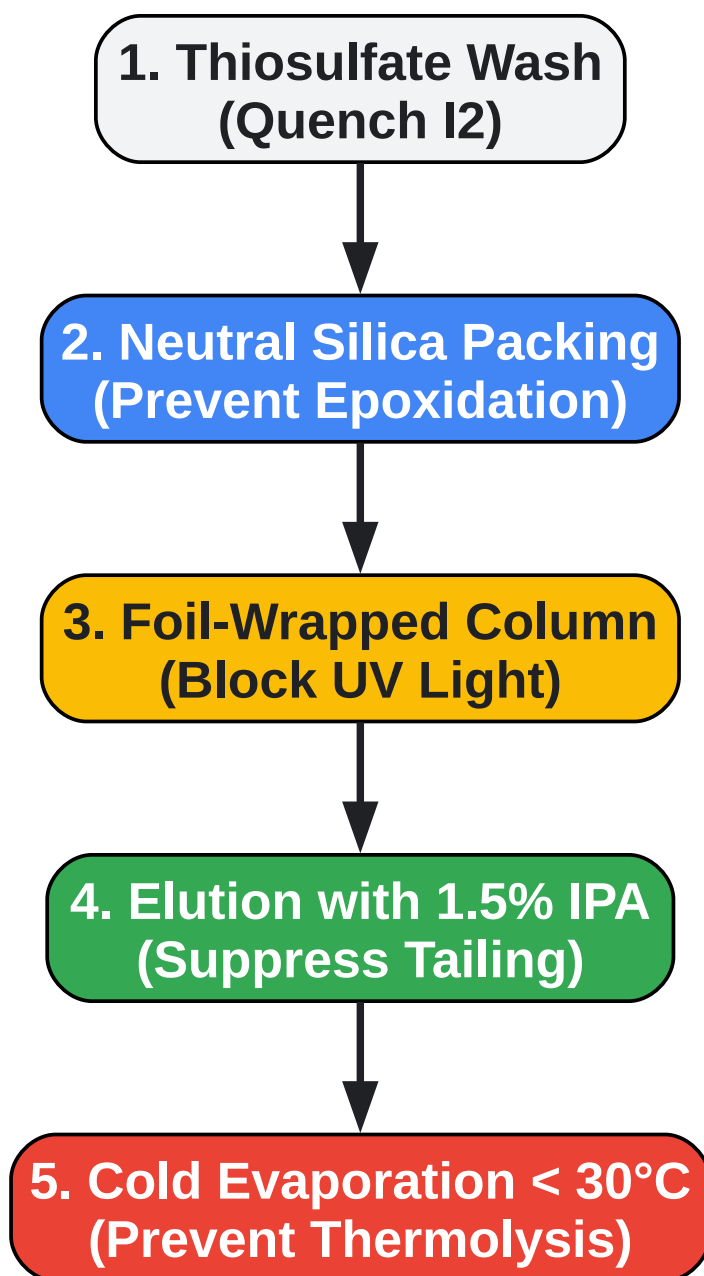 1. Thiosulfate Wash
(Quench I2)
2. Neutral Silica Packing
(Prevent Epoxidation)
3. Foil-Wrapped Column
(Block UV Light)
4. Elution with 1.5% IPA
(Suppress Tailing)
5. Cold Evaporation < 30°C
(Prevent Thermolysis)